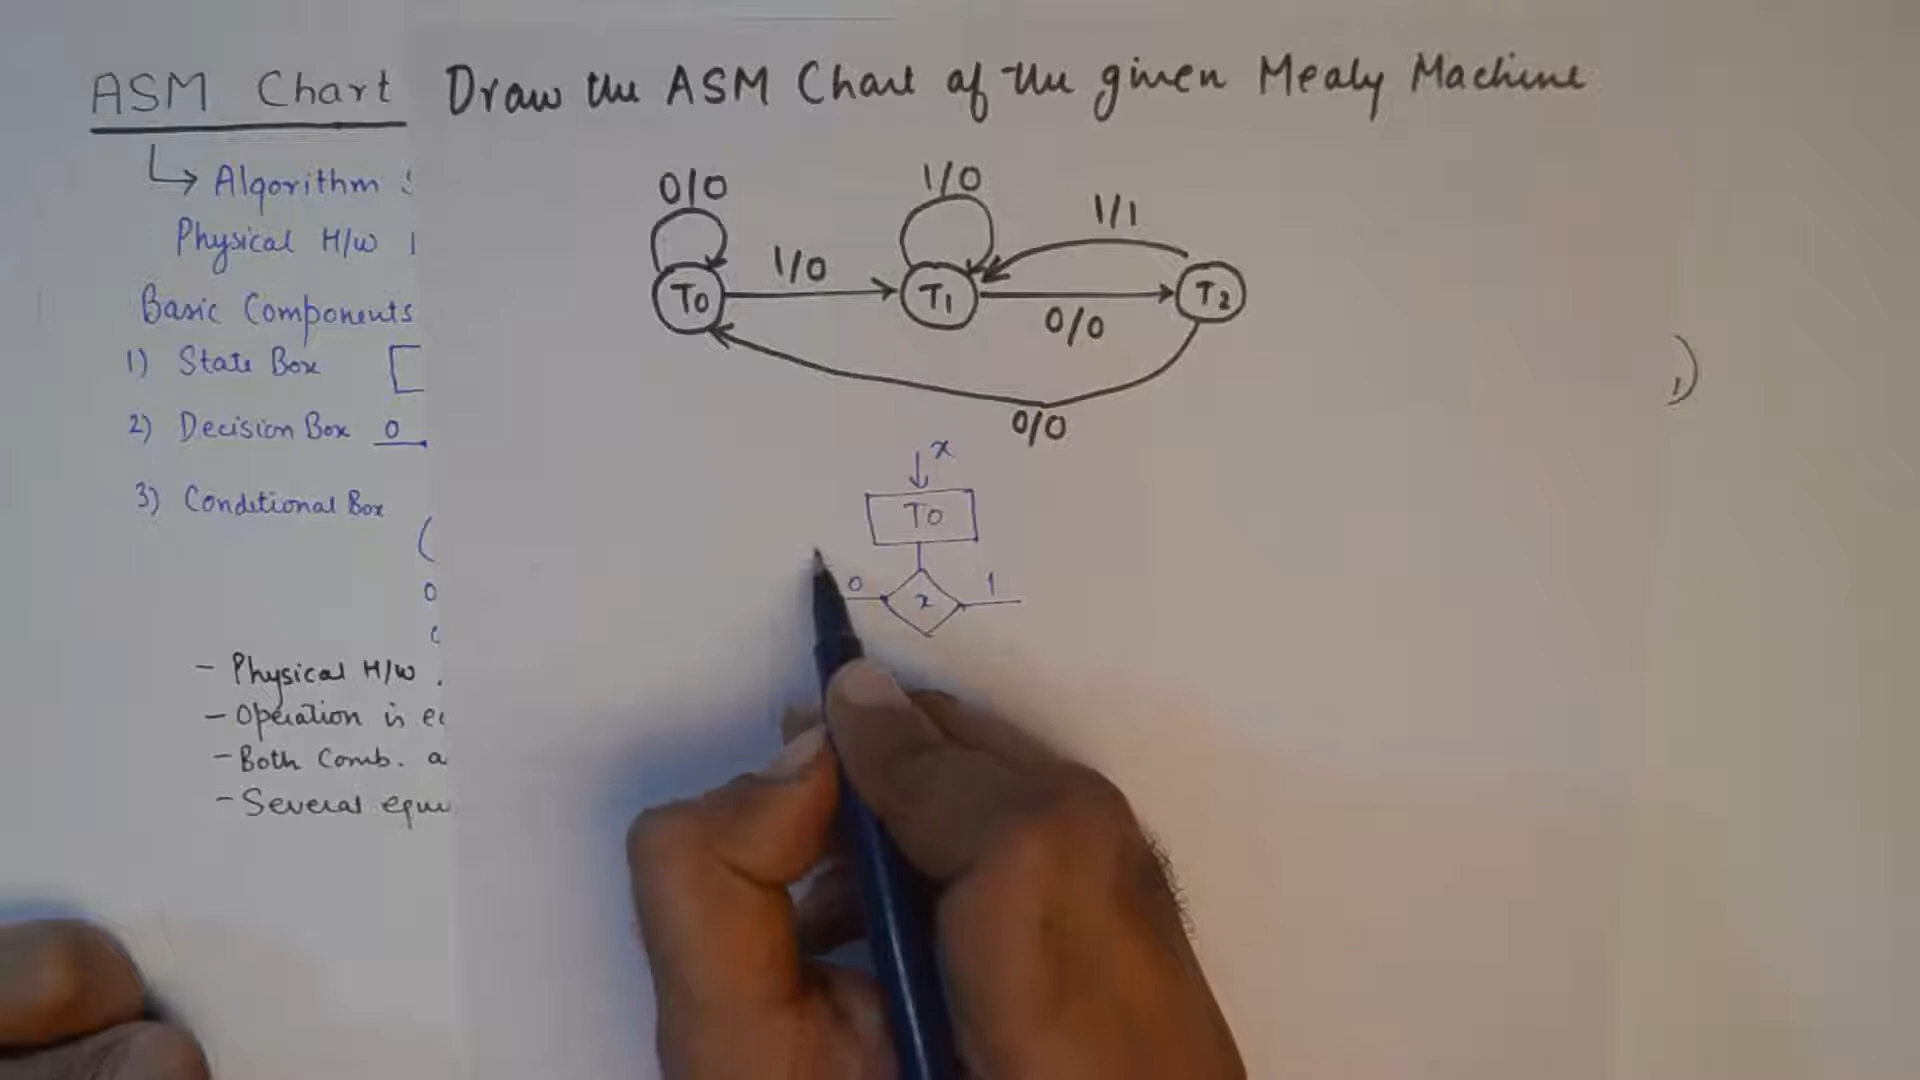 ASM Chart Draw the ASM Chart of the given Mealy Machine
↳ Algorithm
Physical H/w
Basic Components
1) State Box
2) Decision Box 0
3) Conditional Box
- Physical H/w
- Operation is
- Both Comb. a
- Several
0/0
1/0
1/1
1/0
T0
T1
T2
0/0
0/0
x
T0
0
x
1